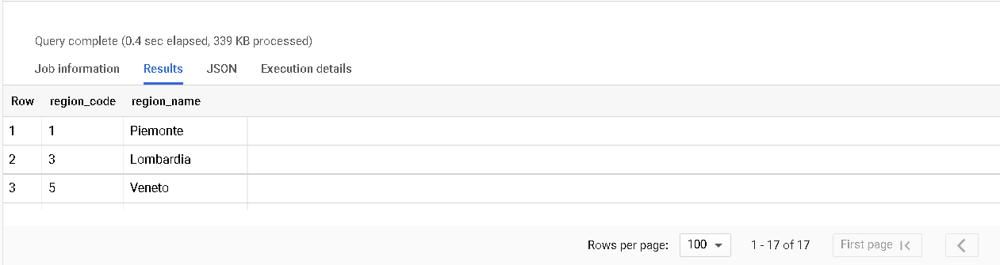 Query complete (0.4 sec elapsed, 339 KB processed)
Job information Results JSON Execution details
Row region_code region_name
1 1 Piemonte
2 3 Lombardia
3 5 Veneto
Rows per page: 100 1 - 17 of 17 First page